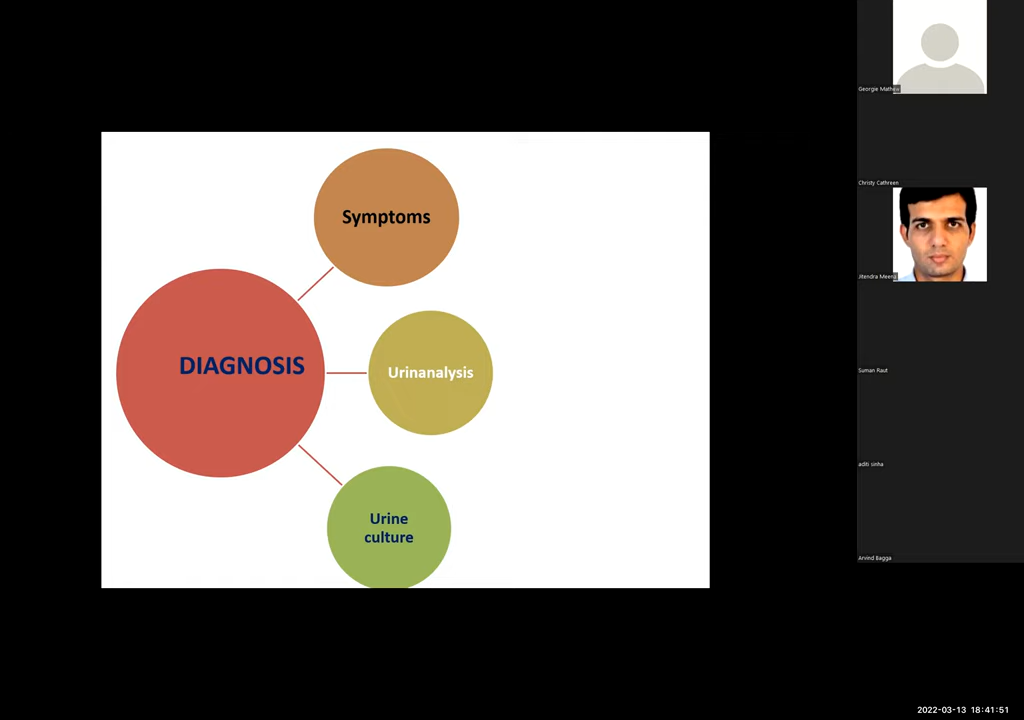 Symptoms
DIAGNOSIS
Urinanalysis
Urine
culture
Georgie Mathew
Christy Cathreen
Jitendra Meena
Suman Raut
aditi sinha
Arvind Bagga
2022-03-13 18:41:51